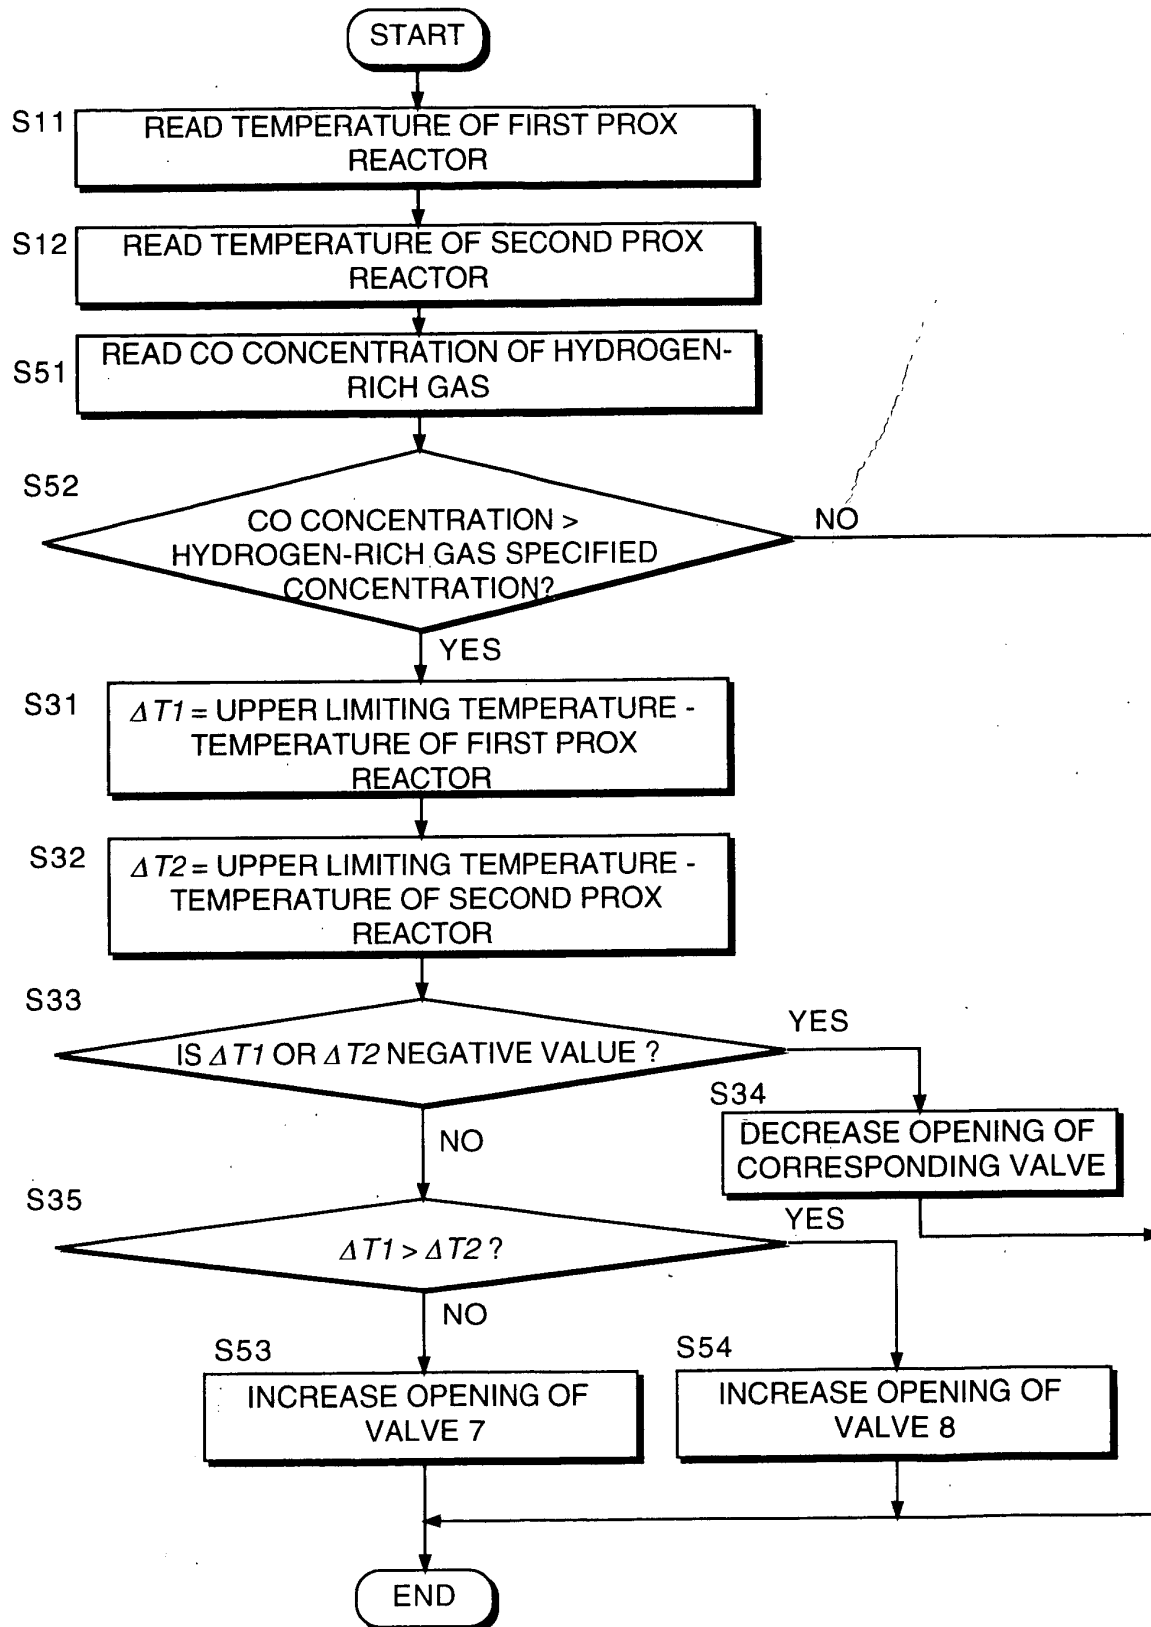 START
S11
READ TEMPERATURE OF FIRST PROX
REACTOR
S12
READ TEMPERATURE OF SECOND PROX
REACTOR
S51
READ CO CONCENTRATION OF HYDROGEN-
RICH GAS
S52
CO CONCENTRATION >
HYDROGEN-RICH GAS SPECIFIED
CONCENTRATION?
NO
YES
S31
ΔT1 = UPPER LIMITING TEMPERATURE -
TEMPERATURE OF FIRST PROX
REACTOR
S32
ΔT2 = UPPER LIMITING TEMPERATURE -
TEMPERATURE OF SECOND PROX
REACTOR
S33
IS ΔT1 OR ΔT2 NEGATIVE VALUE ?
YES
NO
S34
DECREASE OPENING OF
CORRESPONDING VALVE
S35
ΔT1 > ΔT2 ?
YES
NO
S53
INCREASE OPENING OF
VALVE 7
S54
INCREASE OPENING OF
VALVE 8
END